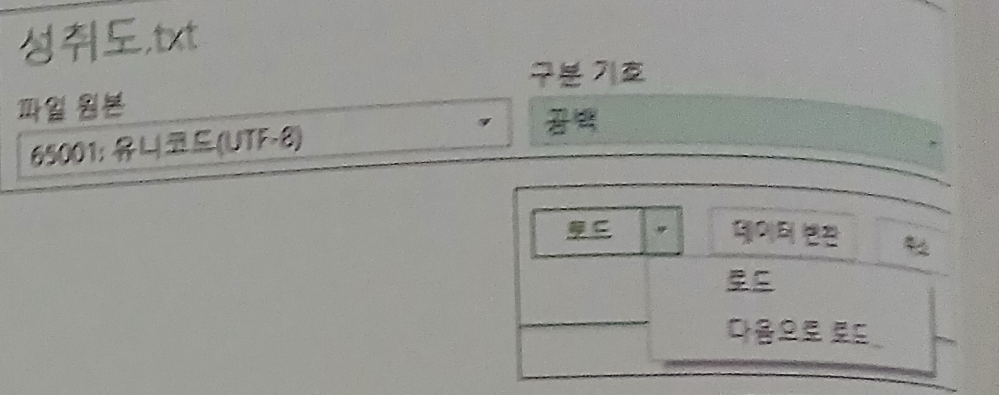 성취도.txt
파일 원본
구분 기호
65001: 유니코드(UTF-8)
공백
로드
데이터 변환
취소
로드
다음으로 로드...